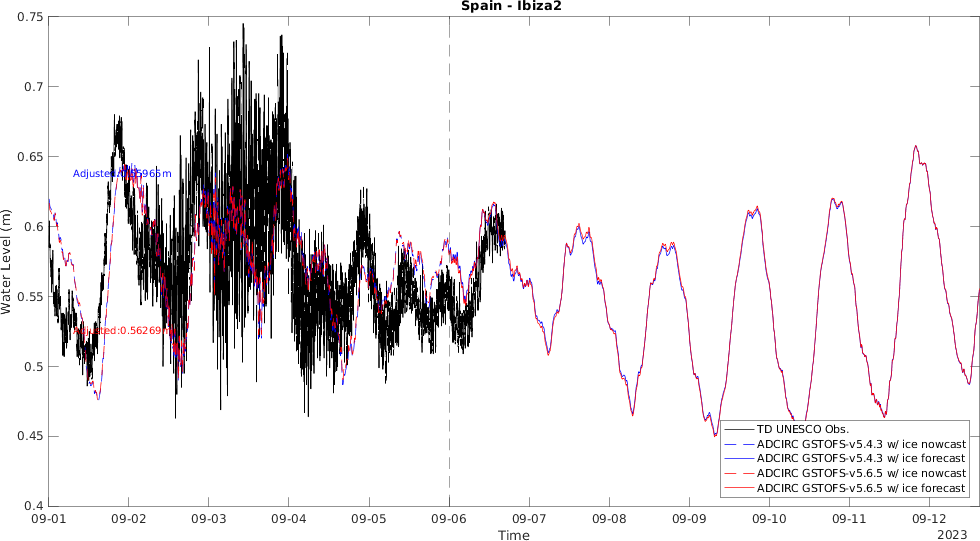 Spain - Ibiza2
0.75
0.7
0.65
0.6
0.55
0.5
0.45
0.4
Water Level (m)
Adjusted:0.55965m
Adjusted:0.56269m
TD UNESCO Obs.
ADCIRC GSTOFS-v5.4.3 w/ ice nowcast
ADCIRC GSTOFS-v5.4.3 w/ ice forecast
ADCIRC GSTOFS-v5.6.5 w/ ice nowcast
ADCIRC GSTOFS-v5.6.5 w/ ice forecast
09-01 09-02 09-03 09-04 09-05 09-06 09-07 09-08 09-09 09-10 09-11 09-12
Time
2023